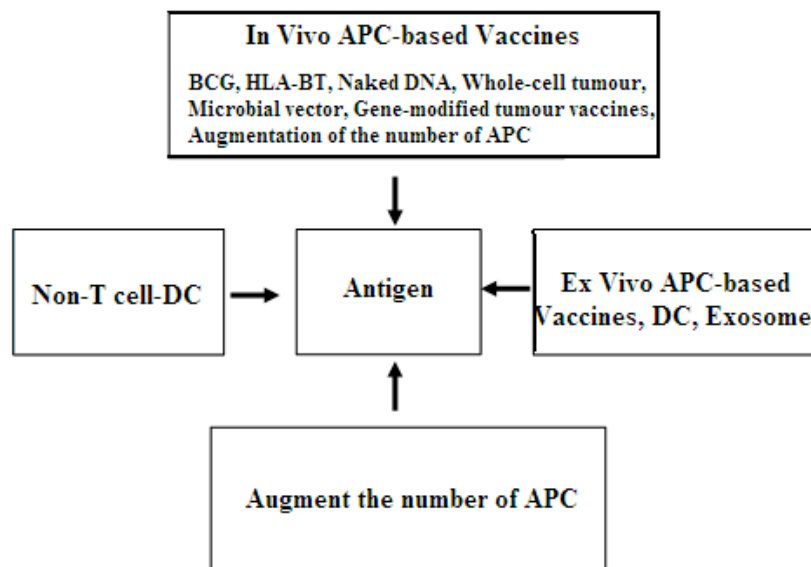 In Vivo APC-based Vaccines
BCG, HLA-BT, Naked DNA, Whole-cell tumour,
Microbial vector, Gene-modified tumour vaccines,
Augmentation of the number of APC
Non-T cell-DC
Antigen
Ex Vivo APC-based
Vaccines, DC, Exosome
Augment the number of APC